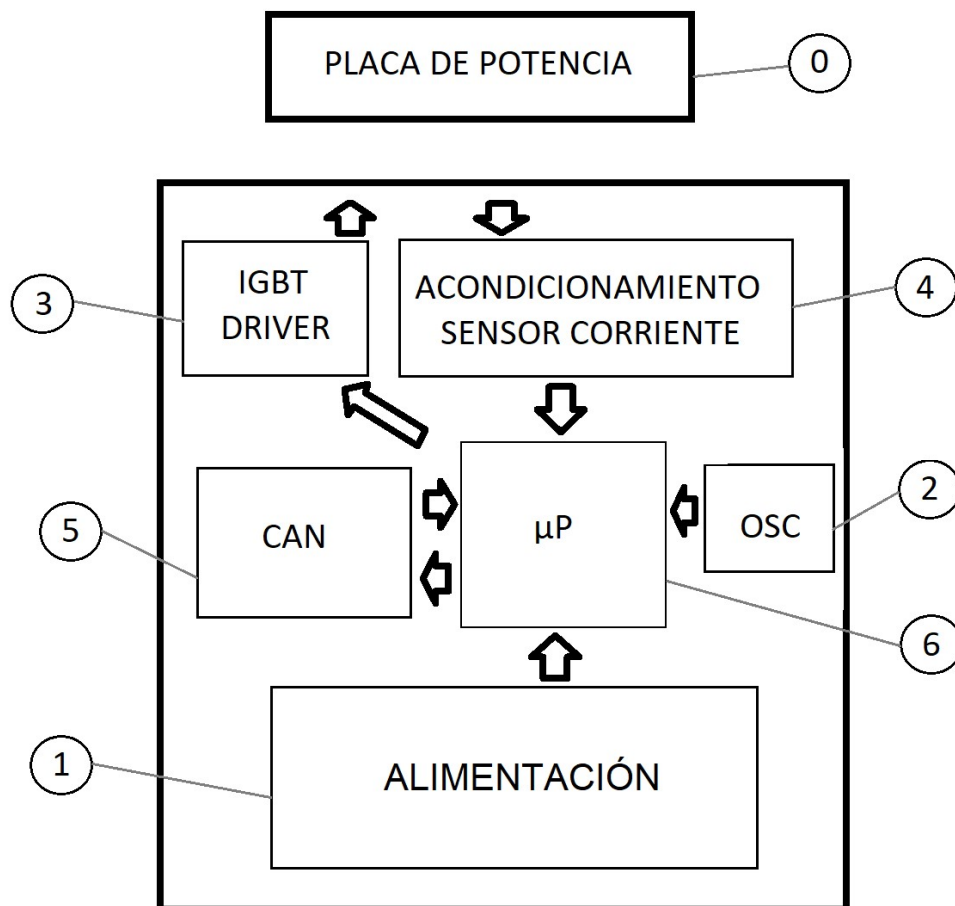 PLACA DE POTENCIA
0
IGBT
DRIVER
3
ACONDICIONAMIENTO
SENSOR CORRIENTE
4
CAN
5
µP
OSC
2
6
ALIMENTACIÓN
1